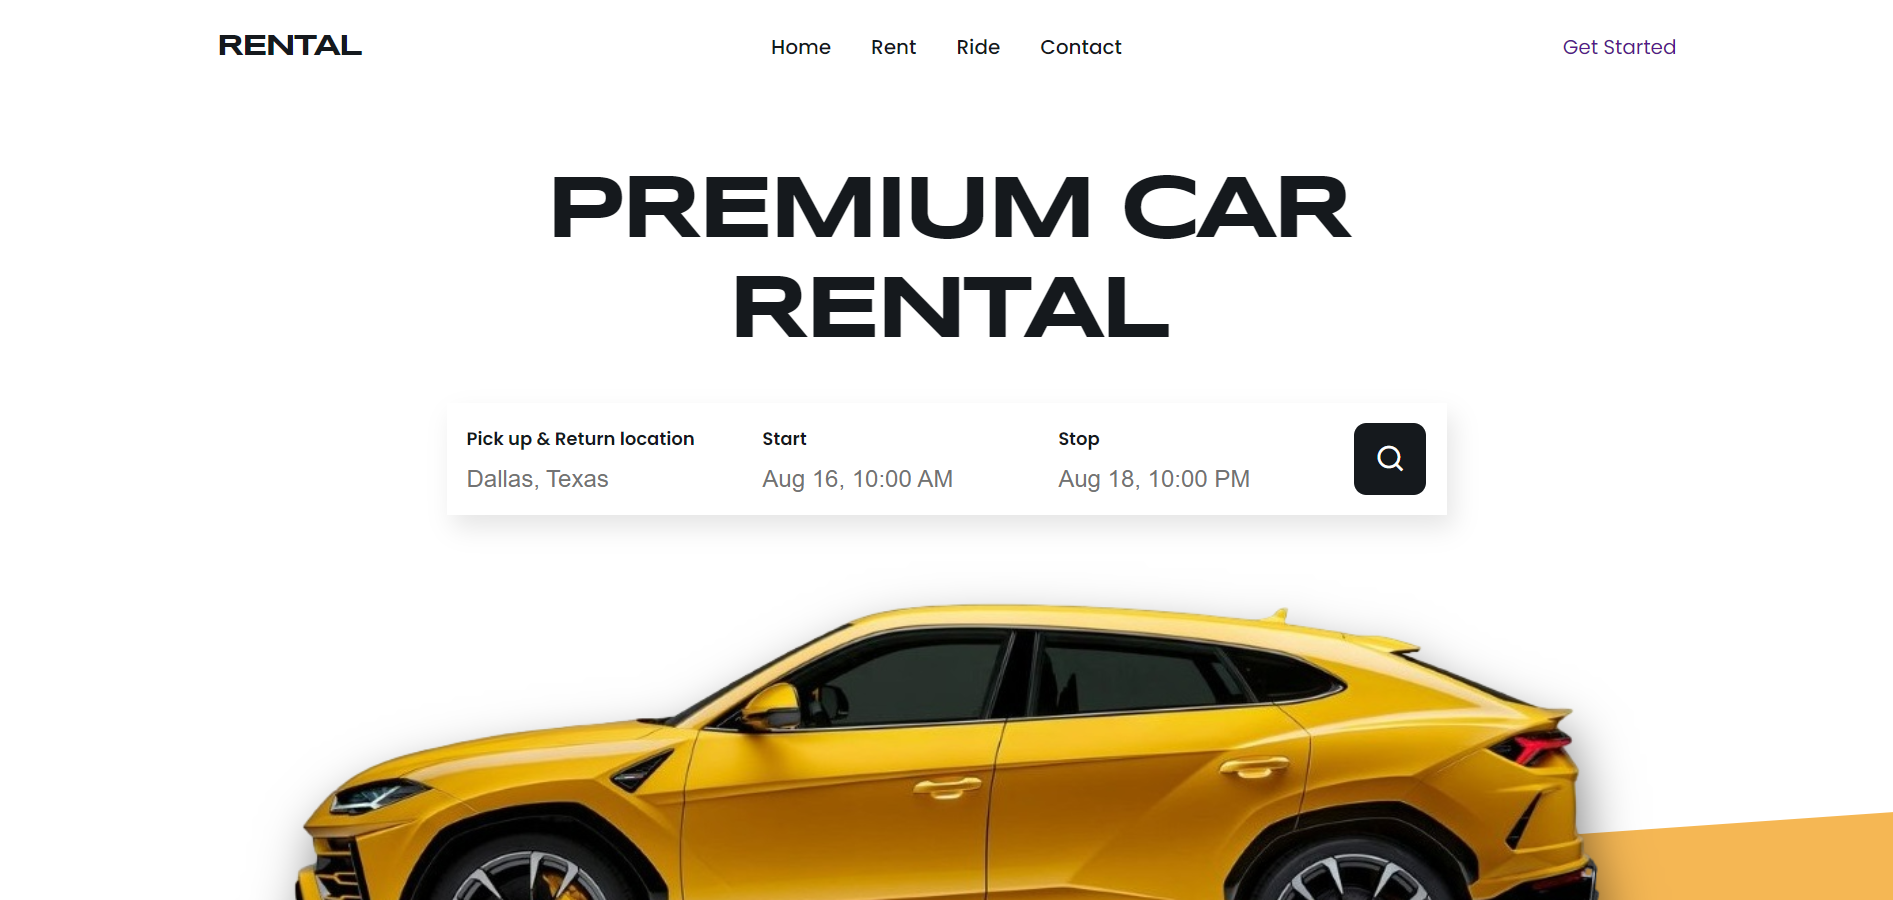 RENTAL
Home Rent Ride Contact
Get Started
PREMIUM CAR
RENTAL
Pick up & Return location
Dallas, Texas
Start
Aug 16, 10:00 AM
Stop
Aug 18, 10:00 PM